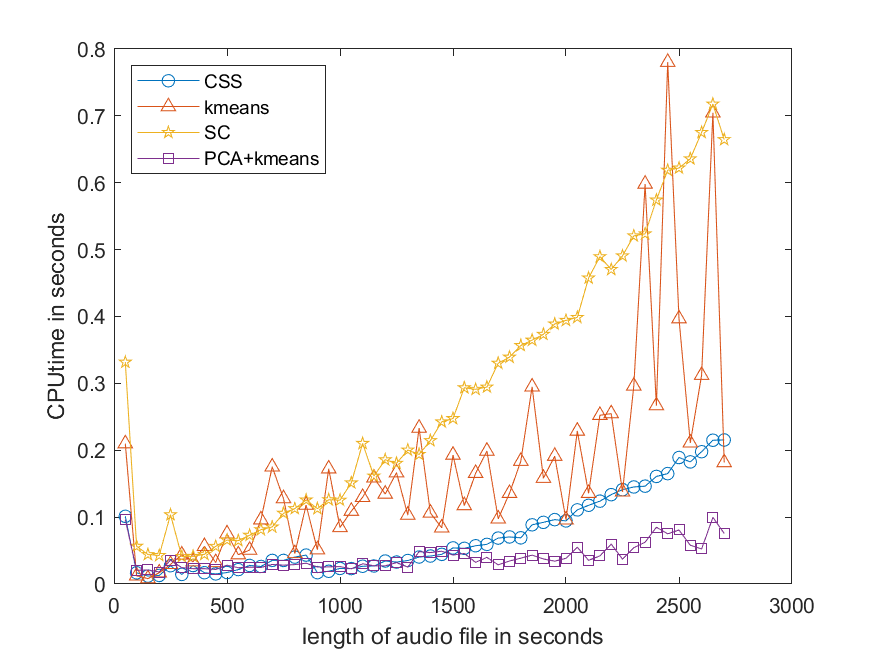 0.8
0.7
0.6
0.5
0.4
0.3
0.2
0.1
0
CPUtime in seconds
CSS
kmeans
SC
PCA+kmeans
0 500 1000 1500 2000 2500 3000
length of audio file in seconds